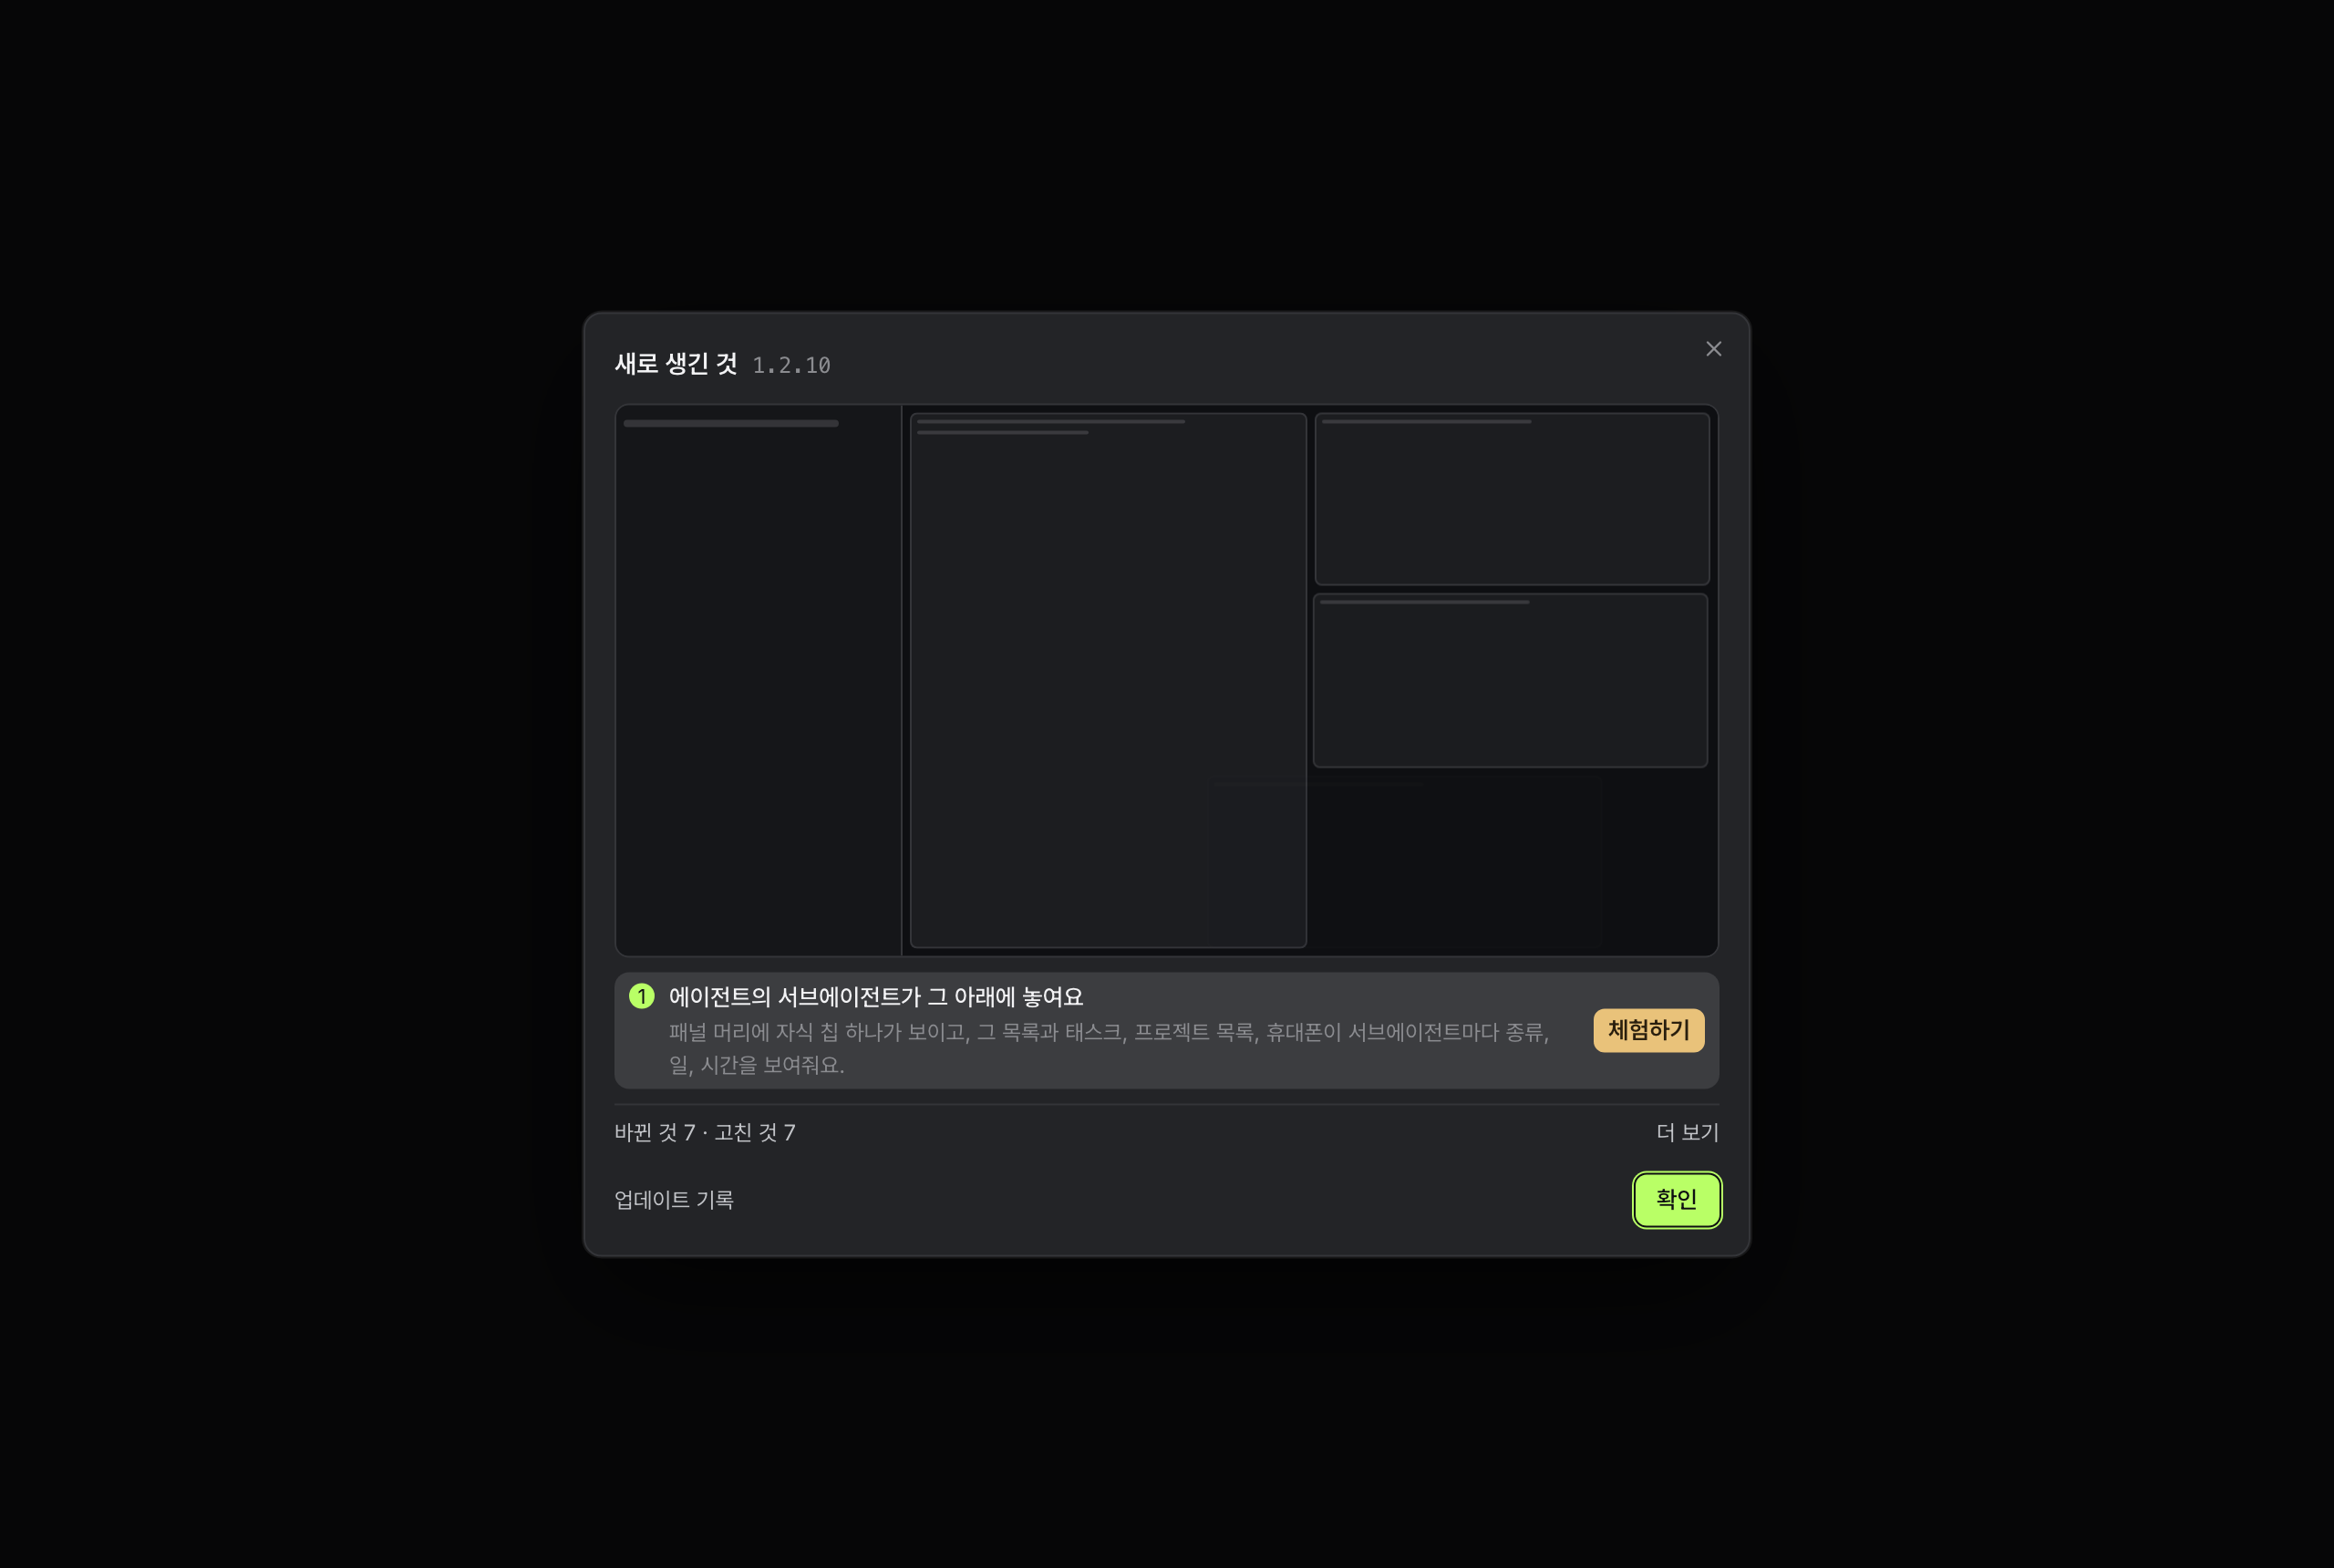 새로 생긴 것 1.2.10
1 에이전트의 서브에이전트가 그 아래에 놓여요
패널 머리에 자식 칩 하나가 보이고, 그 목록과 태스크, 프로젝트 목록, 휴대폰이 서브에이전트마다 종류,
일, 시간을 보여줘요.
체험하기
바뀐 것 7 · 고친 것 7
더 보기
업데이트 기록
확인